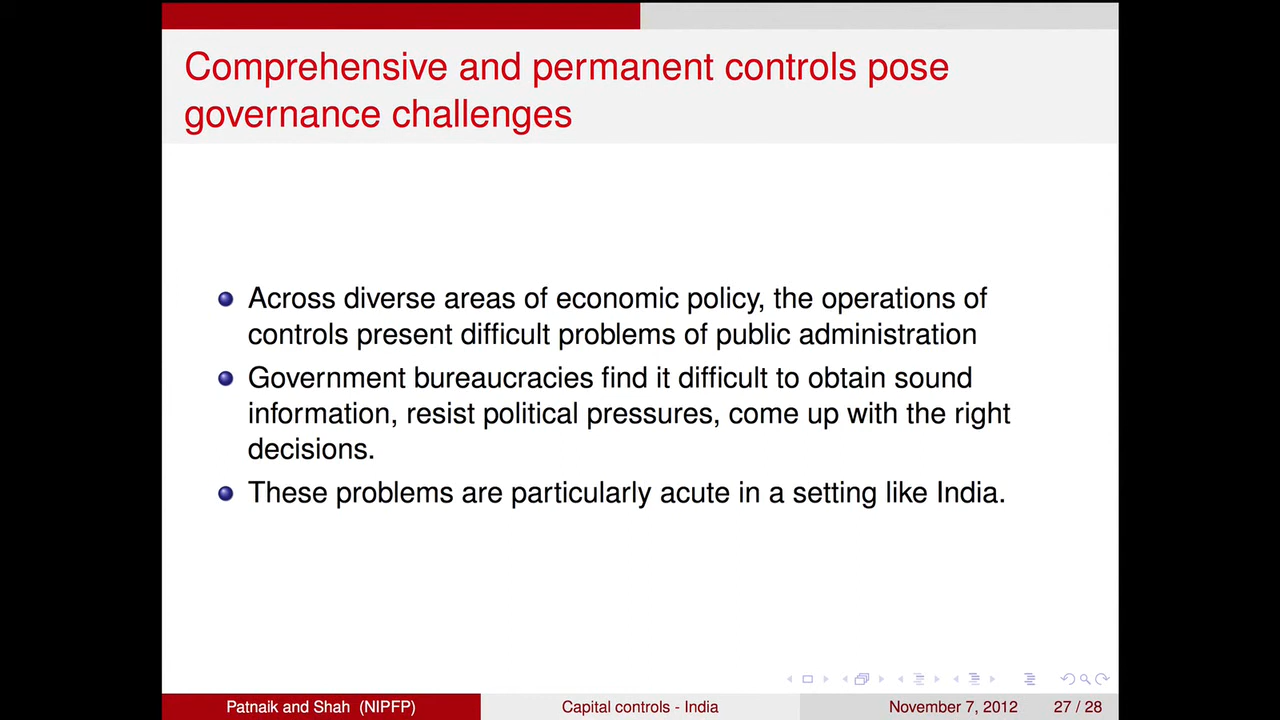 Comprehensive and permanent controls pose
governance challenges
Across diverse areas of economic policy, the operations of
controls present difficult problems of public administration
Government bureaucracies find it difficult to obtain sound
information, resist political pressures, come up with the right
decisions.
These problems are particularly acute in a setting like India.
Patnaik and Shah (NIPFP)
Capital controls - India
November 7, 2012
27 / 28